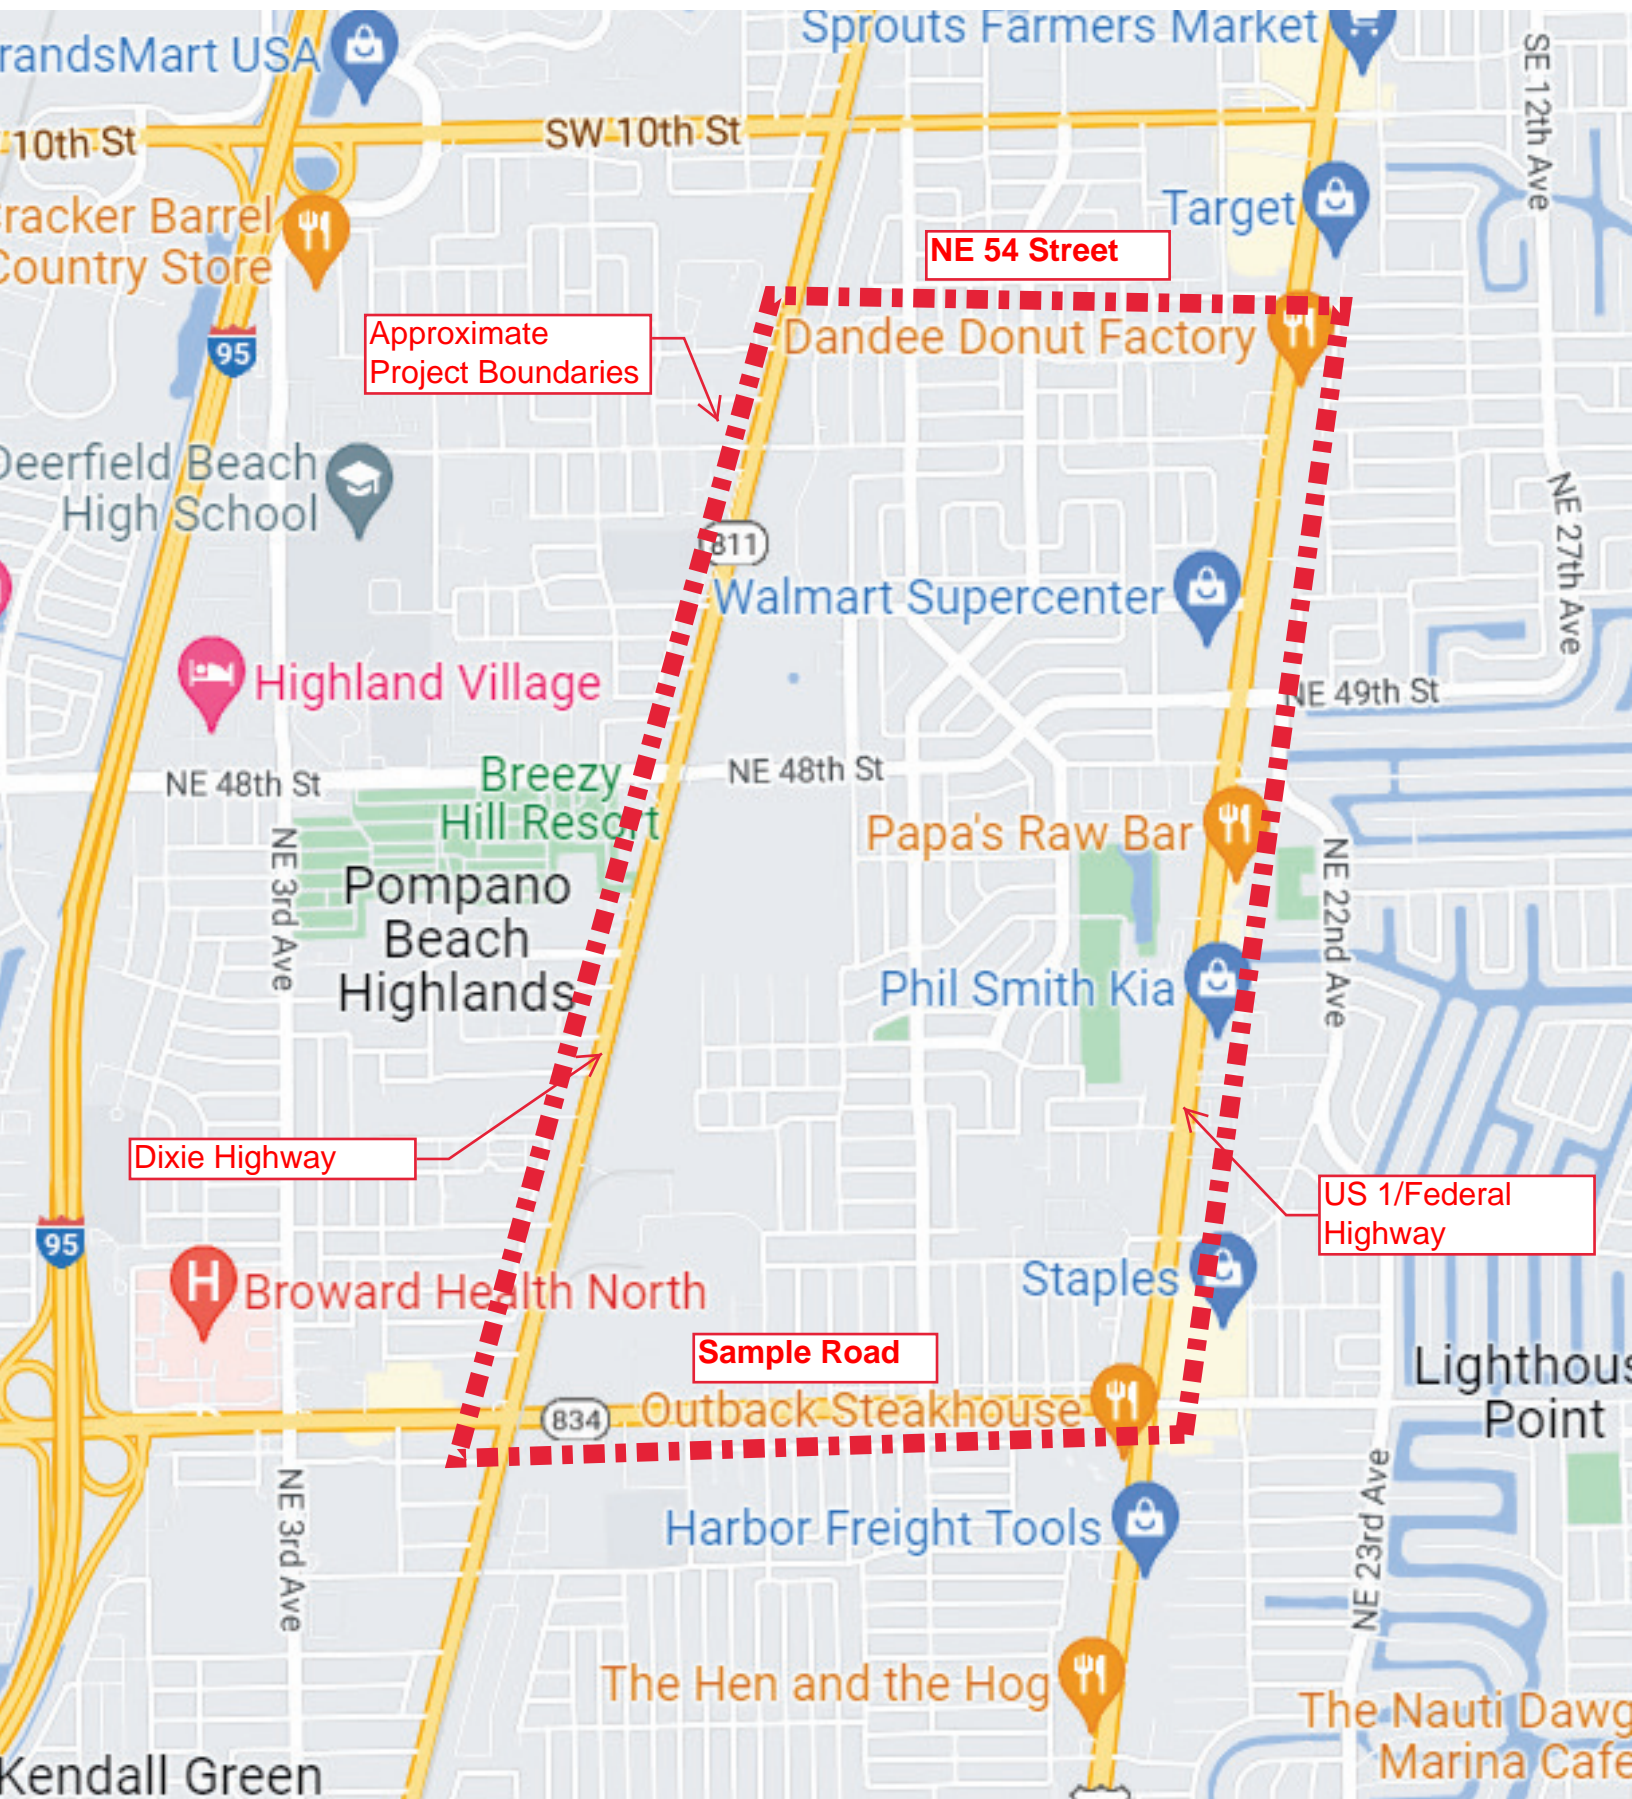 Sprouts Farmers Market
randsMart USA
SE 12th Ave
10th St
SW 10th St
Target
racker Barrel
Country Store
NE 54 Street
Approximate
Project Boundaries
Dandee Donut Factory
95
Deerfield Beach
High School
NE 27th Ave
811
Walmart Supercenter
Highland Village
NE 49th St
NE 48th St
Breezy
Hill Resort
NE 48th St
Papa's Raw Bar
NE 3rd Ave
Pompano
Beach
Highlands
NE 22nd Ave
Phil Smith Kia
Dixie Highway
US 1/Federal
Highway
95
H
Broward Health North
Staples
Sample Road
Lighthous
Point
834
Outback Steakhouse
NE 3rd Ave
Harbor Freight Tools
NE 23rd Ave
The Hen and the Hog
The Nauti Dawg
Marina Cafe
Kendall Green